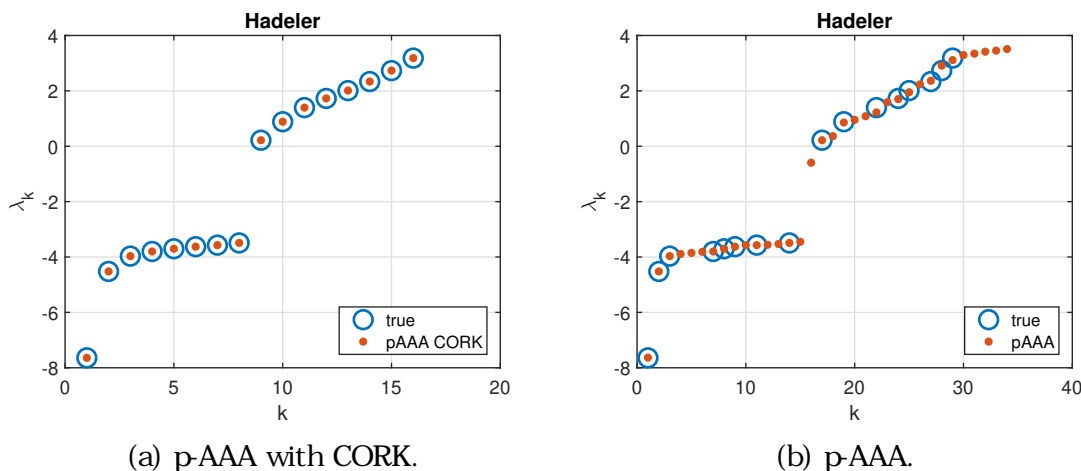 Hadeler
4
2
0
-2
-4
-6
-8
λk
0 5 10 15 20
k
true
pAAA CORK
(a) p-AAA with CORK.
Hadeler
4
2
0
-2
-4
-6
-8
λk
0 10 20 30 40
k
true
pAAA
(b) p-AAA.